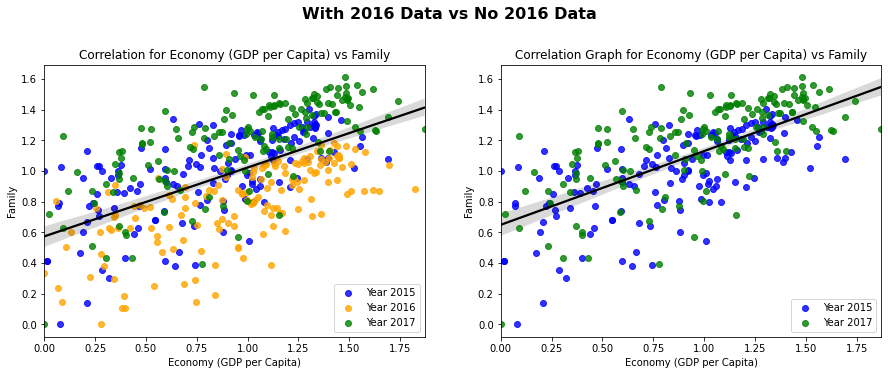 With 2016 Data vs No 2016 Data
Correlation for Economy (GDP per Capita) vs Family
1.6
1.4
1.2
1.0
0.8
0.6
0.4
0.2
0.0
Family
0.00 0.25 0.50 0.75 1.00 1.25 1.50 1.75
Economy (GDP per Capita)
Year 2015
Year 2016
Year 2017
Correlation Graph for Economy (GDP per Capita) vs Family
1.6
1.4
1.2
1.0
0.8
0.6
0.4
0.2
0.0
Family
0.00 0.25 0.50 0.75 1.00 1.25 1.50 1.75
Economy (GDP per Capita)
Year 2015
Year 2017